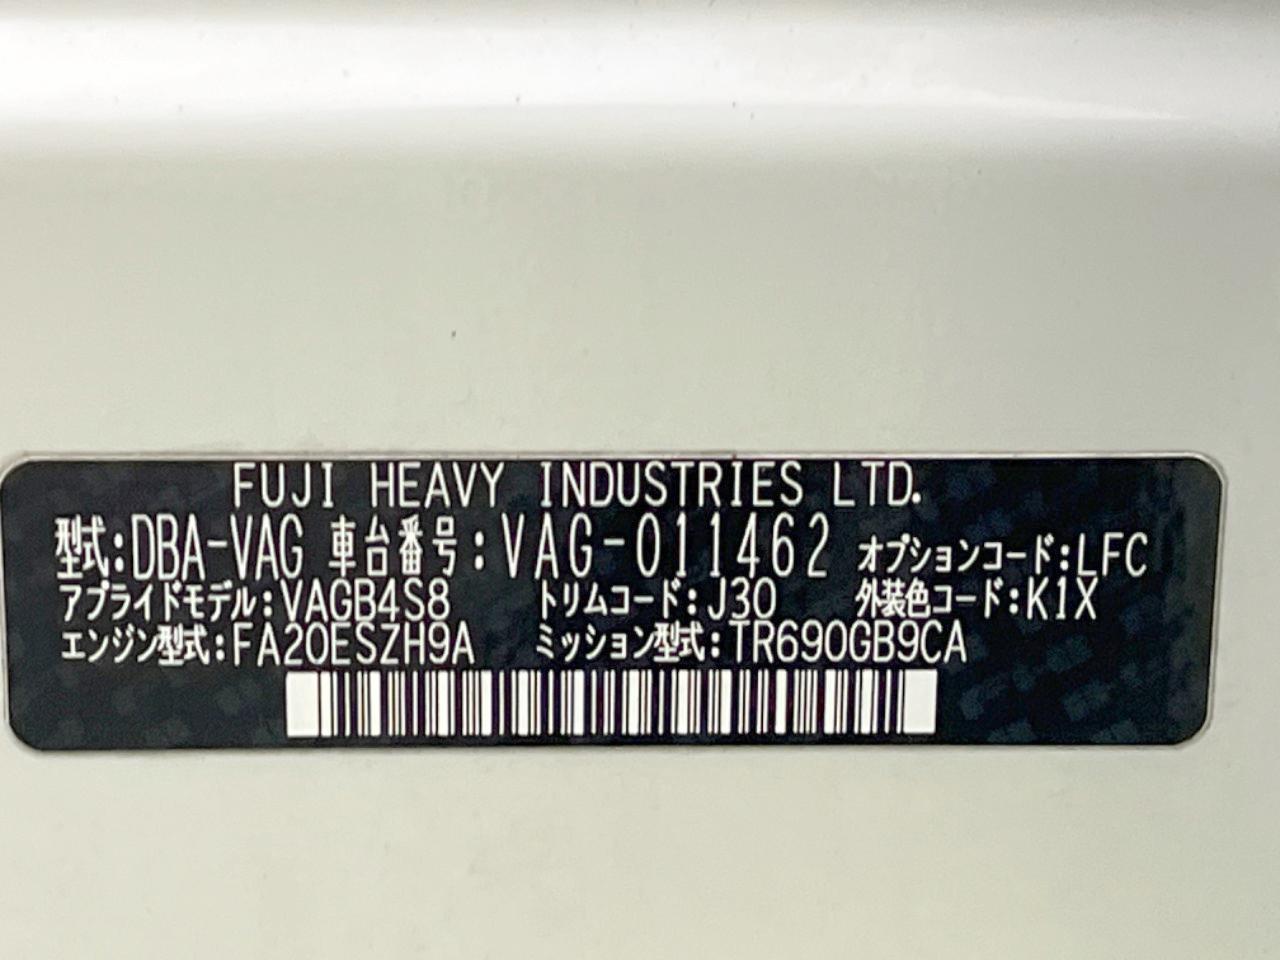 FUJI HEAVY INDUSTRIES LTD.
型式:DBA-VAG 車台番号:VAG-011462 オプションコード:LFC
アプライドモデル:VAGB4S8 トリムコード:J30 外装色コード:K1X
エンジン型式:FA20ESZH9A ミッション型式:TR690GB9CA